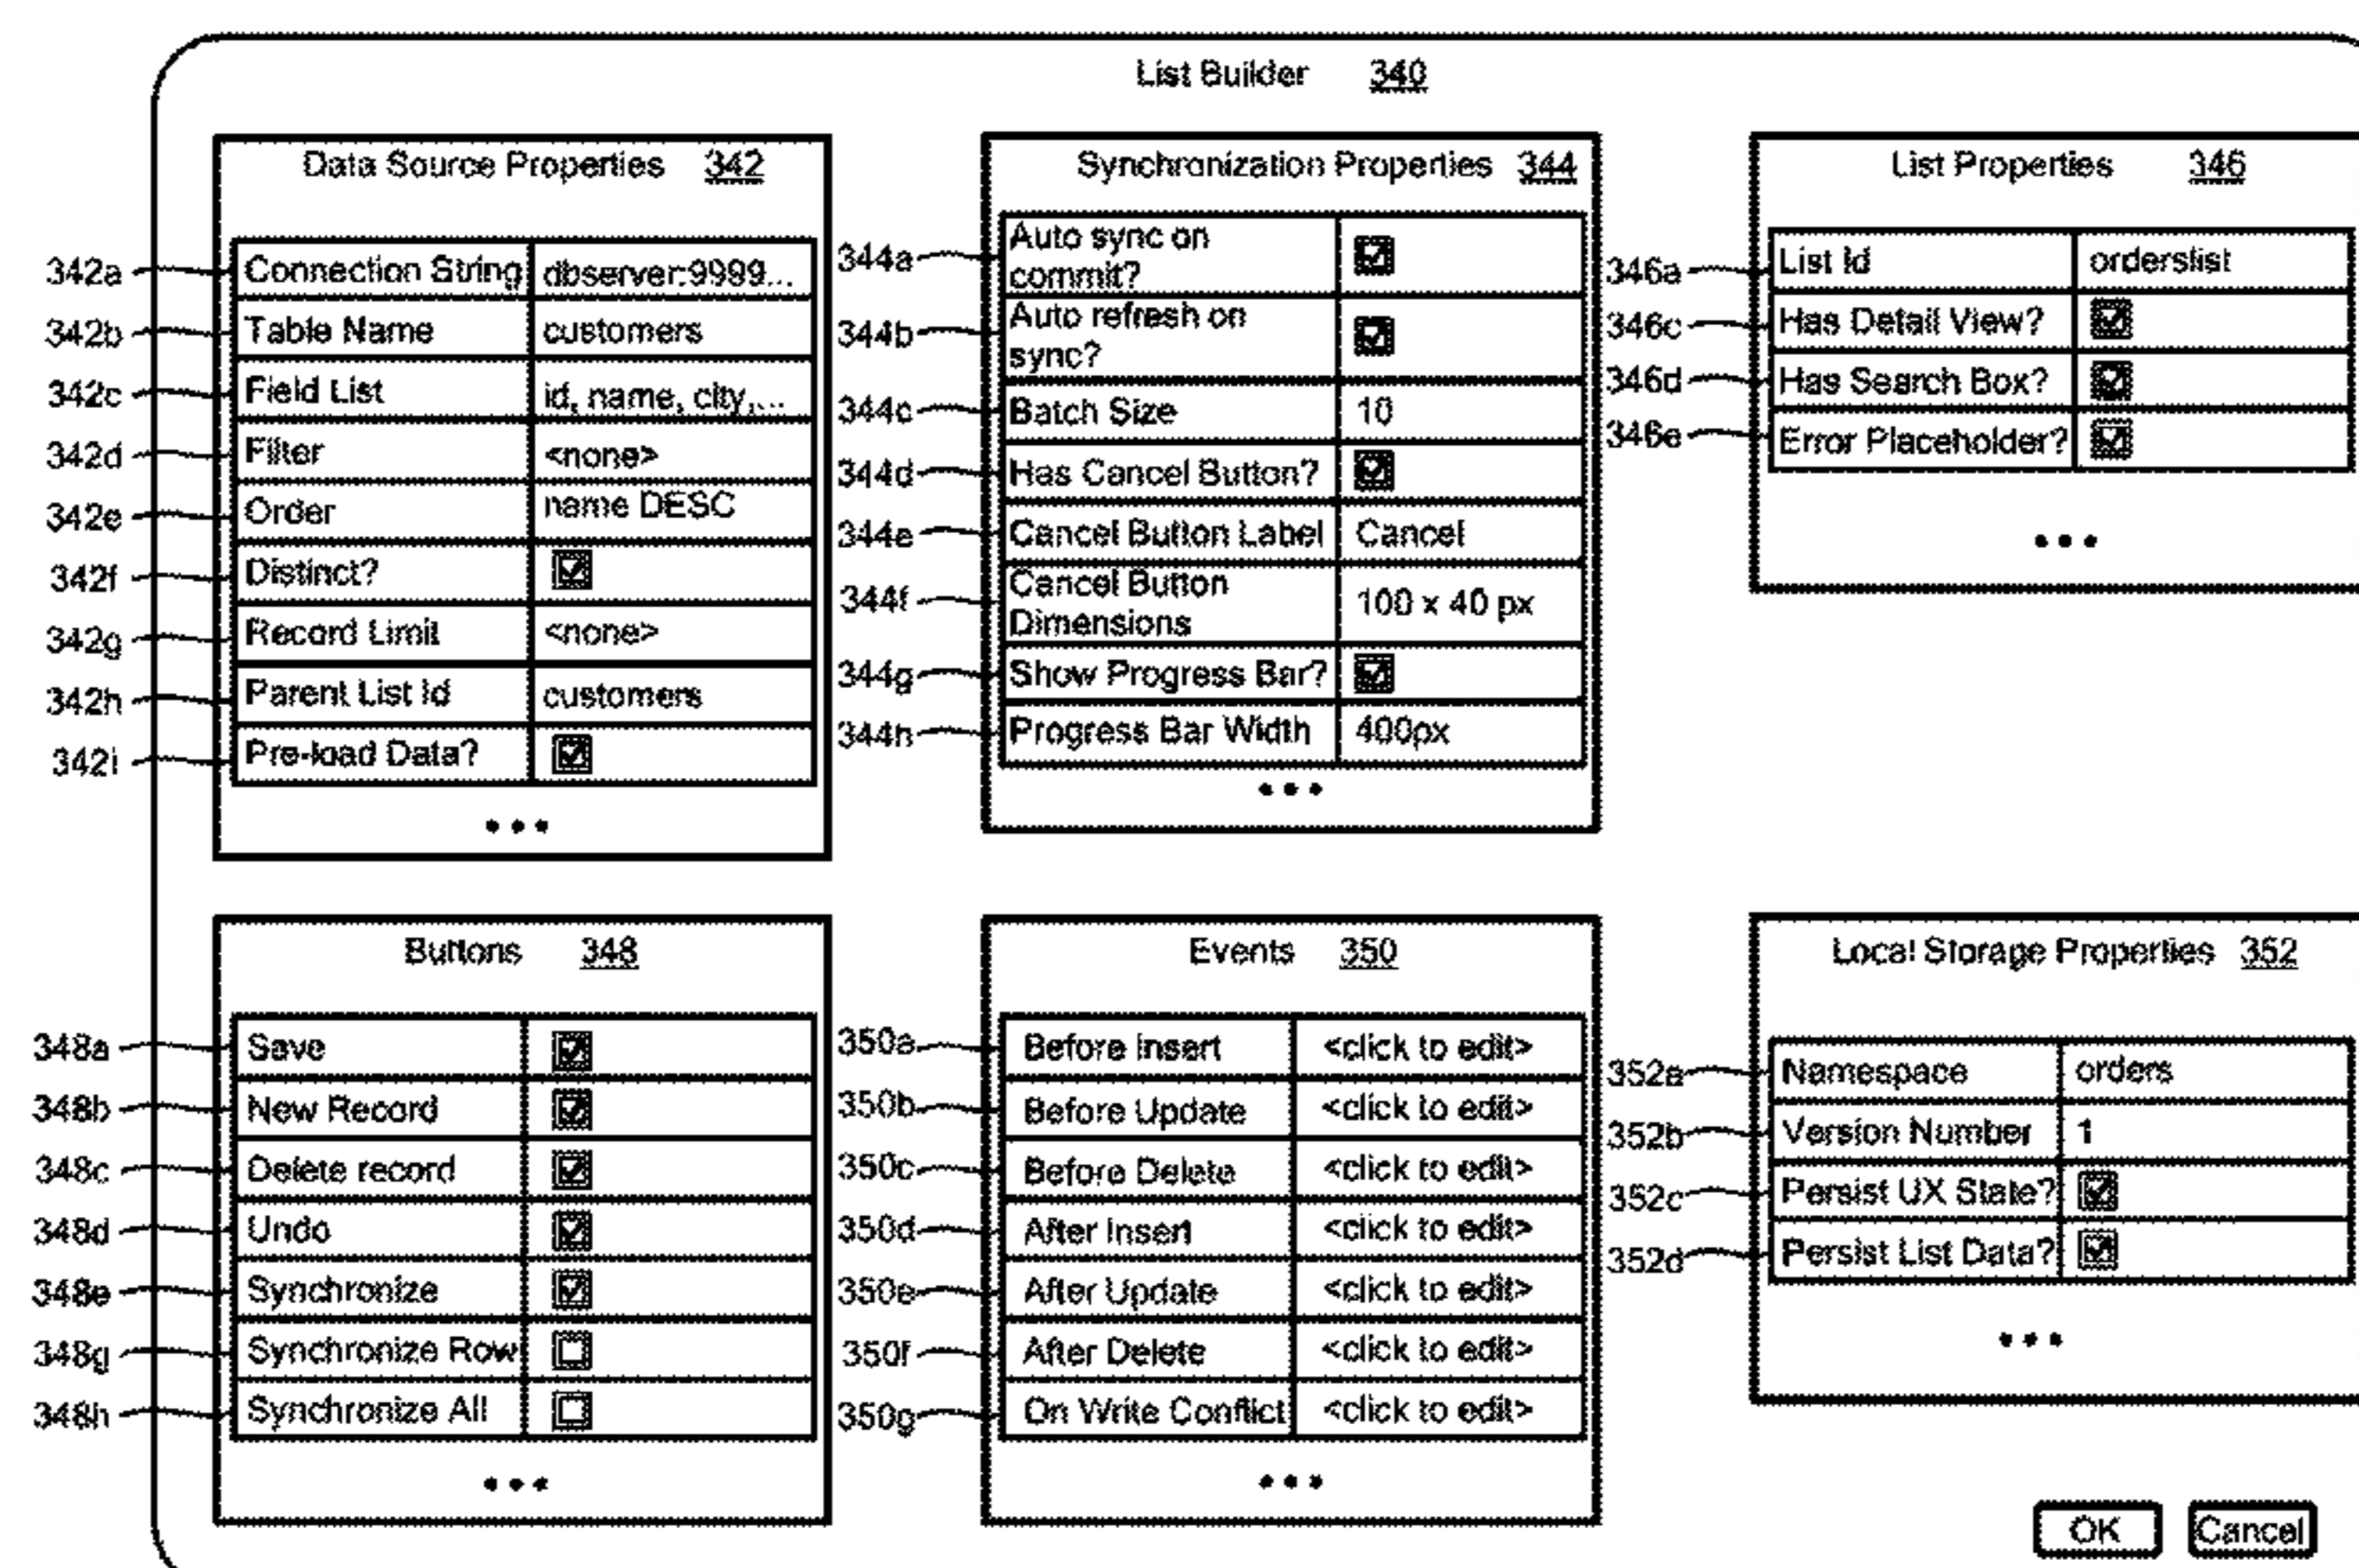 List Builder 340
Data Source Properties 342
342a Connection String dbserver:9999...
342b Table Name customers
342c Field List id, name, city,...
342d Filter <none>
342e Order name DESC
342f Distinct?
342g Record Limit <none>
342h Parent List Id customers
342i Pre-load Data?
...
Synchronization Properties 344
344a Auto sync on
commit?
344b Auto refresh on
sync?
344c Batch Size 10
344d Has Cancel Button?
344e Cancel Button Label Cancel
344f Cancel Button
Dimensions 100 x 40 px
344g Show Progress Bar?
344h Progress Bar Width 400px
...
List Properties 346
346a List Id orderslist
346c Has Detail View?
346d Has Search Box?
346e Error Placeholder?
...
Buttons 348
348a Save
348b New Record
348c Delete record
348d Undo
348e Synchronize
348g Synchronize Row
348h Synchronize All
...
Events 350
350a Before Insert <click to edit>
350b Before Update <click to edit>
350c Before Delete <click to edit>
350d After Insert <click to edit>
350e After Update <click to edit>
350f After Delete <click to edit>
350g On Write Conflict <click to edit>
...
Local Storage Properties 352
352a Namespace orders
352b Version Number 1
352c Persist UX State?
352d Persist List Data?
...
OK Cancel